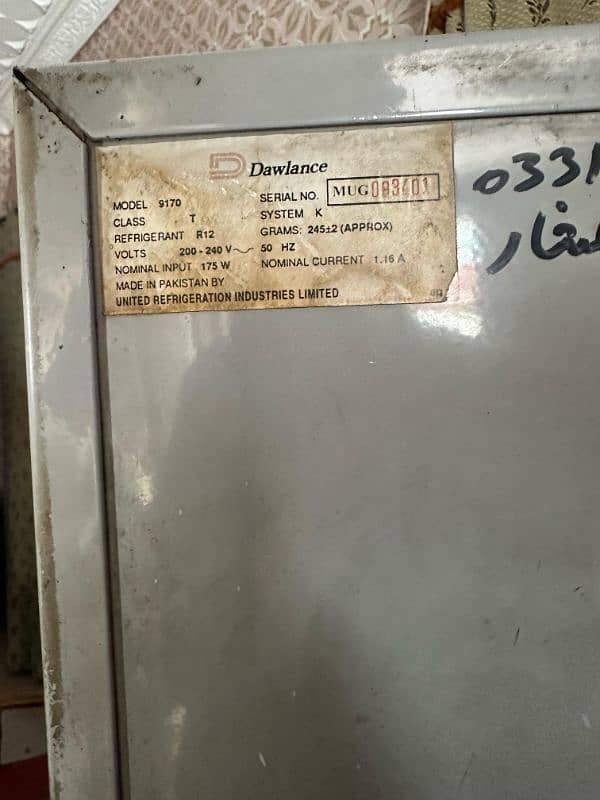 Dawlance
MODEL 9170
SERIAL NO. MUG093401
CLASS T
SYSTEM K
REFRIGERANT R12
GRAMS: 245±2 (APPROX)
VOLTS 200 - 240 V~ 50 HZ
NOMINAL INPUT 175 W
NOMINAL CURRENT 1.16 A
MADE IN PAKISTAN BY
UNITED REFRIGERATION INDUSTRIES LIMITED
0331